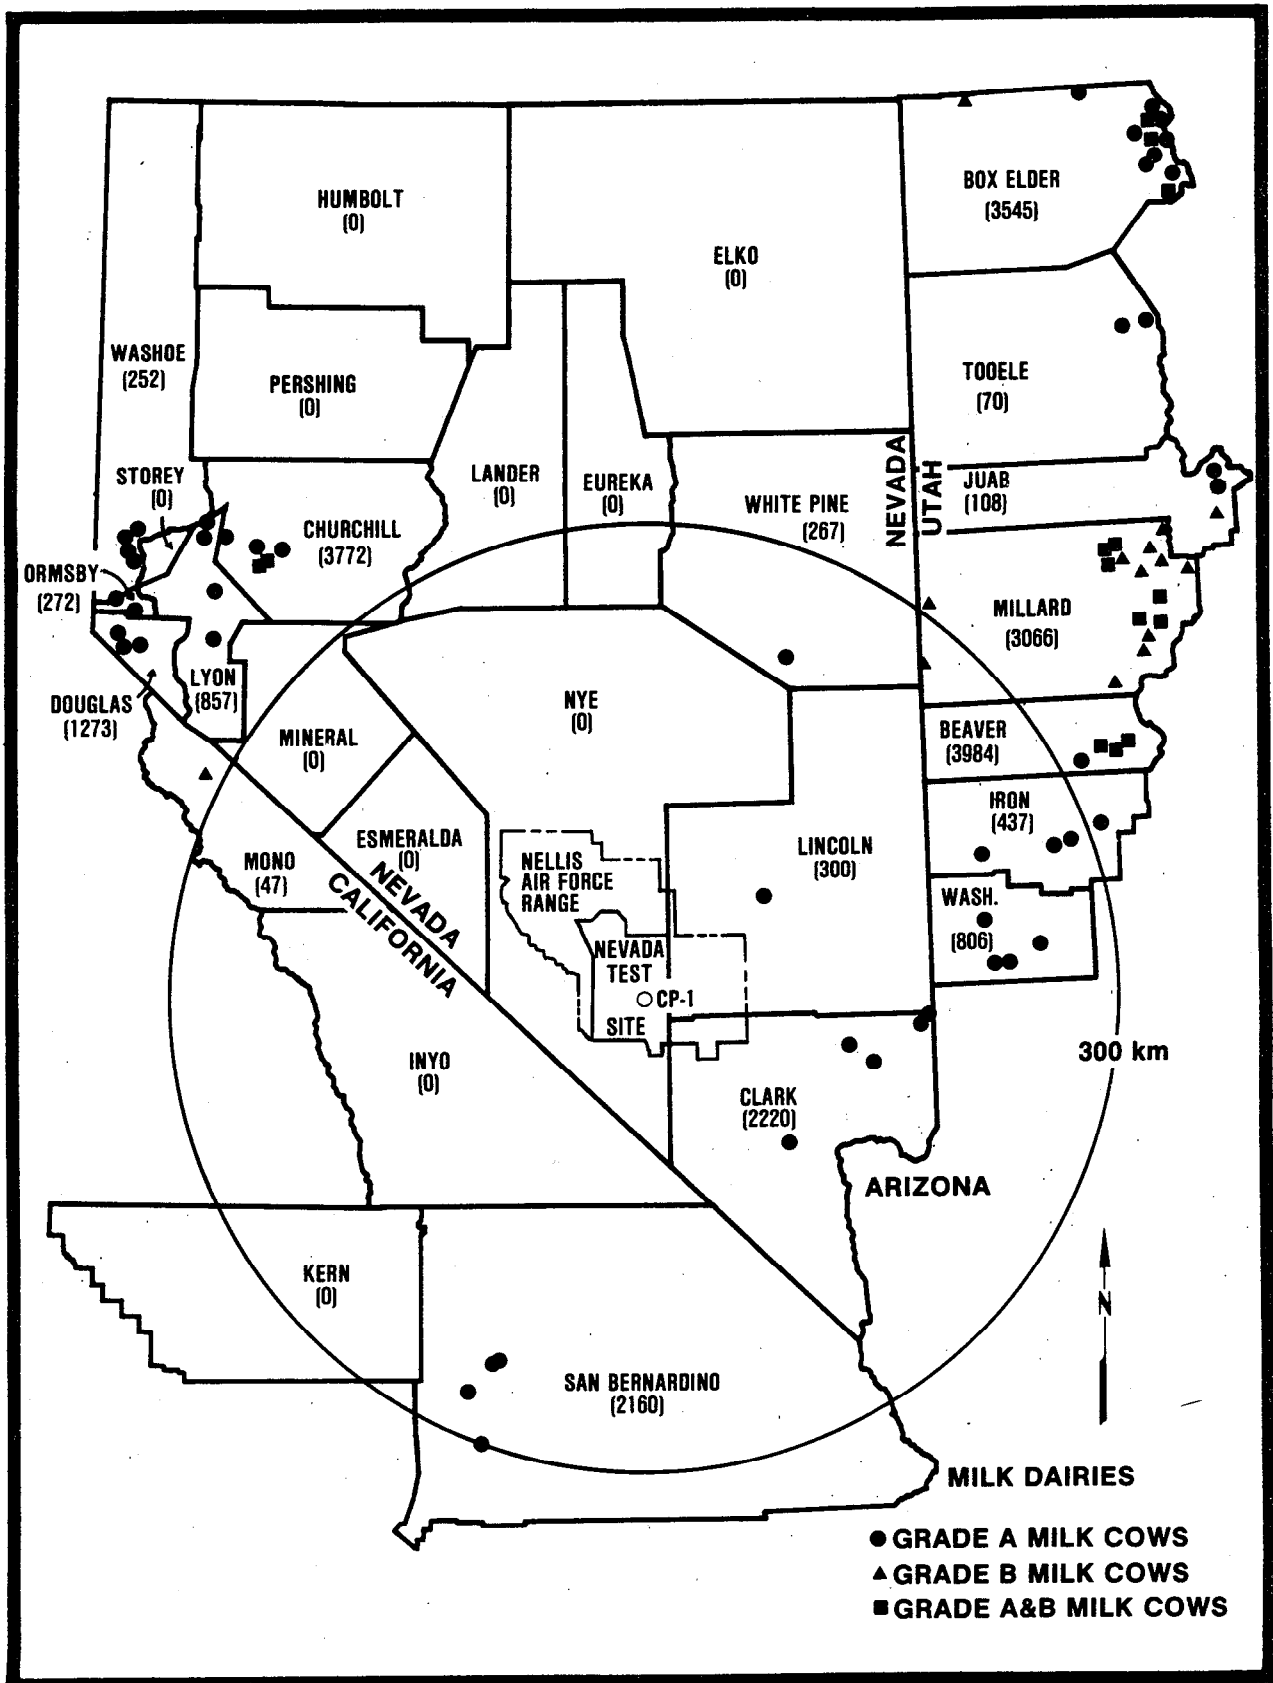 HUMBOLT
(0)
ELKO
(0)
BOX ELDER
(3545)
WASHOE
(252)
PERSHING
(0)
TOOELE
(70)
STOREY
(0)
LANDER
(0)
EUREKA
(0)
WHITE PINE
(267)
NEVADA
UTAH
JUAB
(108)
CHURCHILL
(3772)
ORMSBY
(272)
MILLARD
(3066)
LYON
(857)
DOUGLAS
(1273)
NYE
(0)
MINERAL
(0)
BEAVER
(3984)
IRON
(437)
ESMERALDA
(0)
LINCOLN
(300)
MONO
(47)
NEVADA
CALIFORNIA
NELLIS
AIR FORCE
RANGE
WASH.
(806)
NEVADA
TEST
CP-1
SITE
INYO
(0)
300 km
CLARK
(2220)
ARIZONA
KERN
(0)
N
SAN BERNARDINO
(2160)
MILK DAIRIES
GRADE A MILK COWS
GRADE B MILK COWS
GRADE A&B MILK COWS